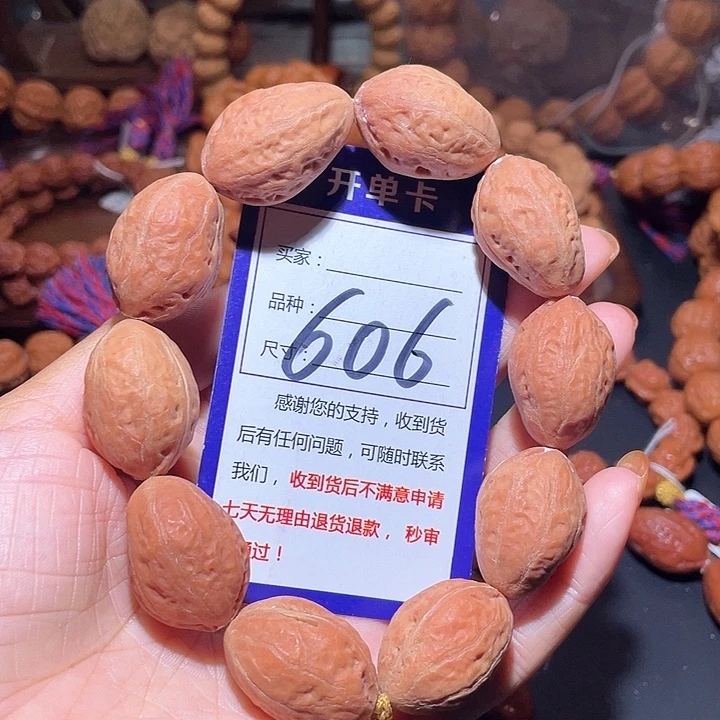 开单卡
买家：
品种：
606
尺寸：
感谢您的支持，收到货
后有任何问题，可随时联系
我们，收到货后不满意申请
七天无理由退货退款，秒审
过！